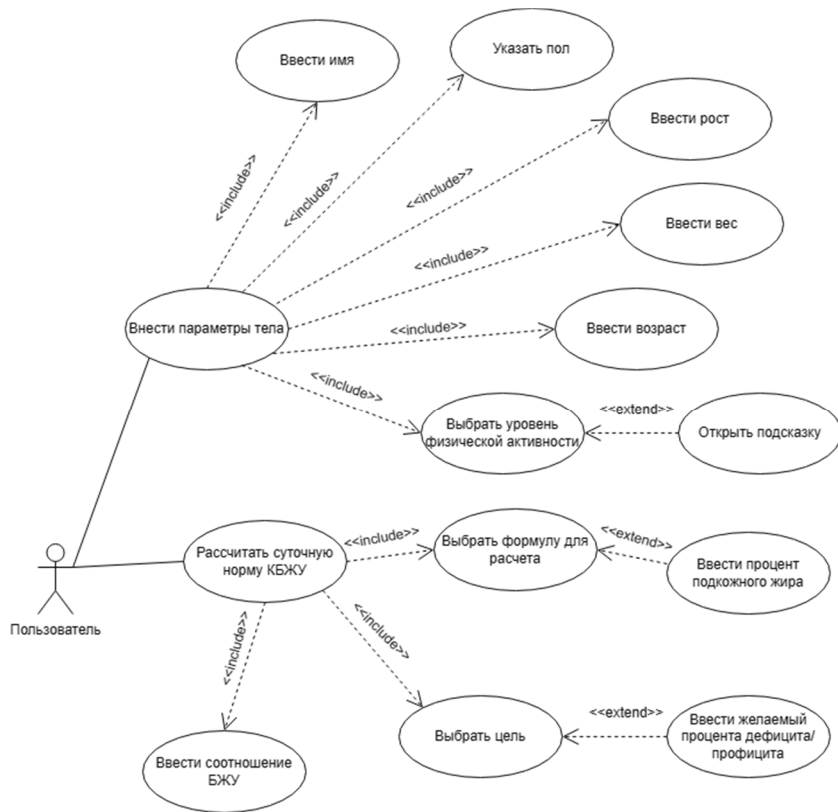 Ввести имя
Указать пол
Ввести рост
<<include>>
<<include>>
<<include>>
Ввести вес
<<include>>
Внести параметры тела
<<include>>
Ввести возраст
<<include>>
Выбрать уровень
физической активности
<<extend>>
Открыть подсказку
Рассчитать суточную
норму КБЖУ
<<include>>
Выбрать формулу для
расчета
<<extend>>
Ввести процент
подкожного жира
Пользователь
<<include>>
<<include>>
Выбрать цель
<<extend>>
Ввести желаемый
процента дефицита/
профицита
Ввести соотношение
БЖУ